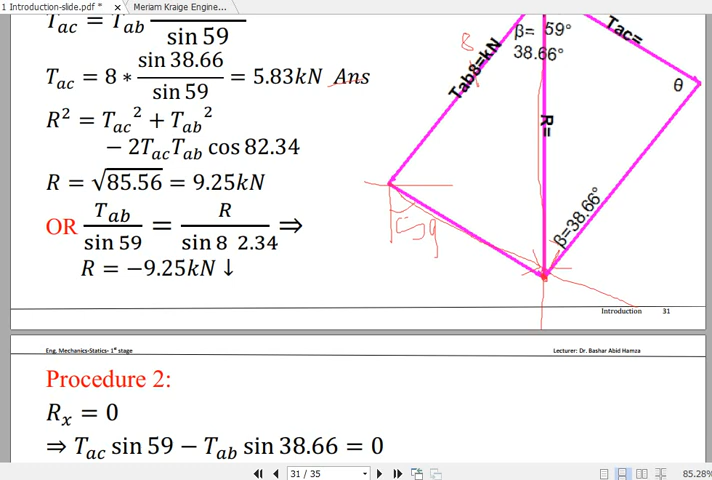 1 Introduction-slide.pdf *
Meriam Kraige Engine...
T_ac = T_ab / sin 59
T_ac = 8 * sin 38.66 / sin 59 = 5.83kN Ans
R² = T_ac² + T_ab²
− 2T_ac T_ab cos 82.34
R = √85.56 = 9.25kN
OR T_ab / sin 59 = R / sin 8 2.34 ⇒
R = −9.25kN ↓
8
β= 59°
38.66°
Tac=
Tab8=kN
θ
R=
β=38.66°
59
Introduction 31
Eng. Mechanics-Statics- 1st stage
Lecturer: Dr. Bashar Abid Hamza
Procedure 2:
R_x = 0
⇒ T_ac sin 59 − T_ab sin 38.66 = 0
31 / 35
85.28%